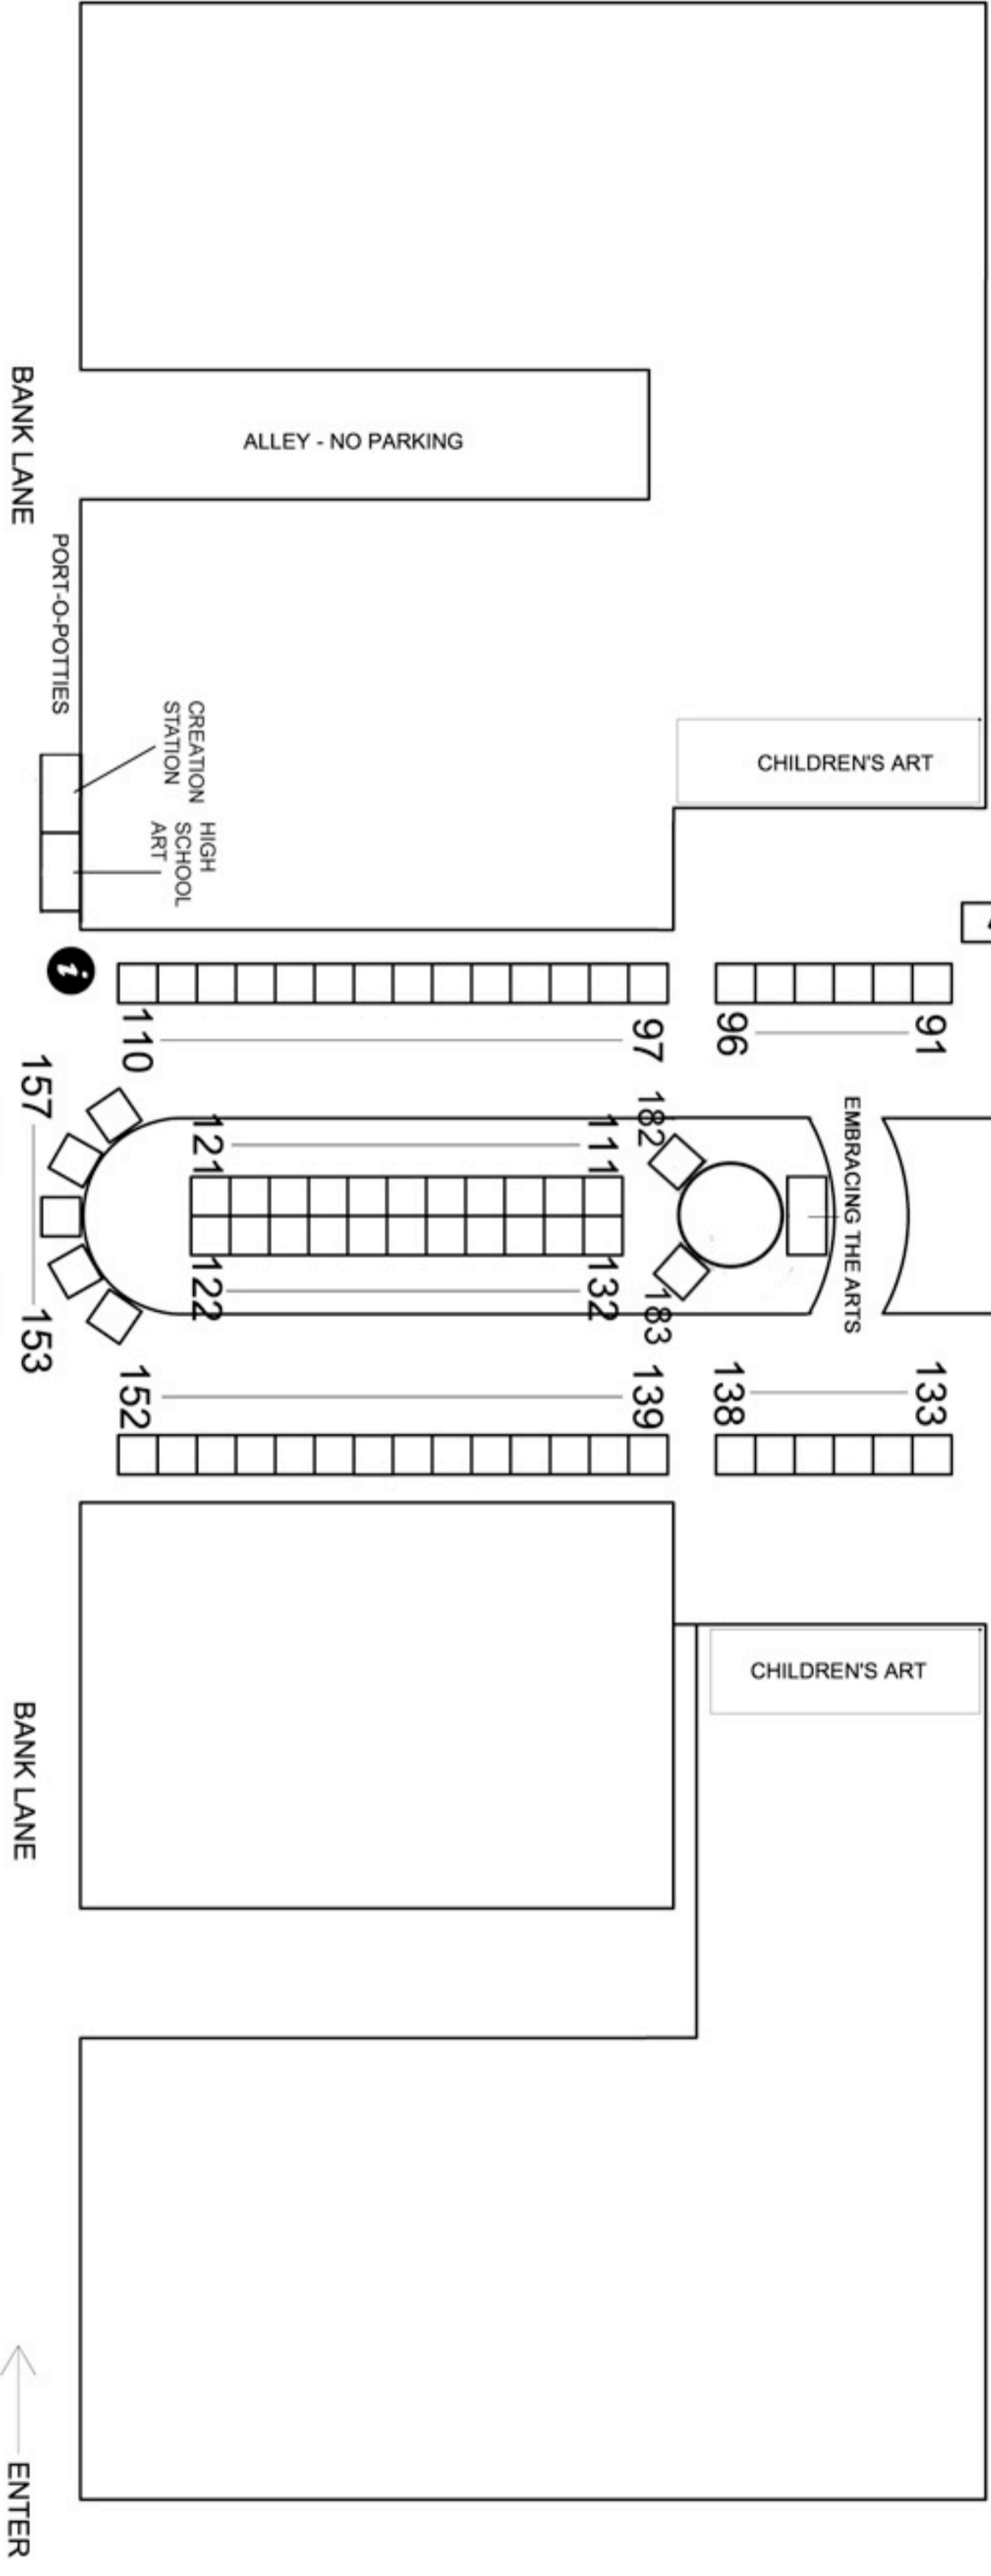 ALLEY - NO PARKING
BANK LANE
PORT-O-POTTIES
CREATION
STATION
HIGH
SCHOOL
ART
CHILDREN'S ART
i
110
97
96
91
157
153
121
111
182
EMBRACING THE ARTS
122
132
183
152
139
138
133
CHILDREN'S ART
BANK LANE
ENTER